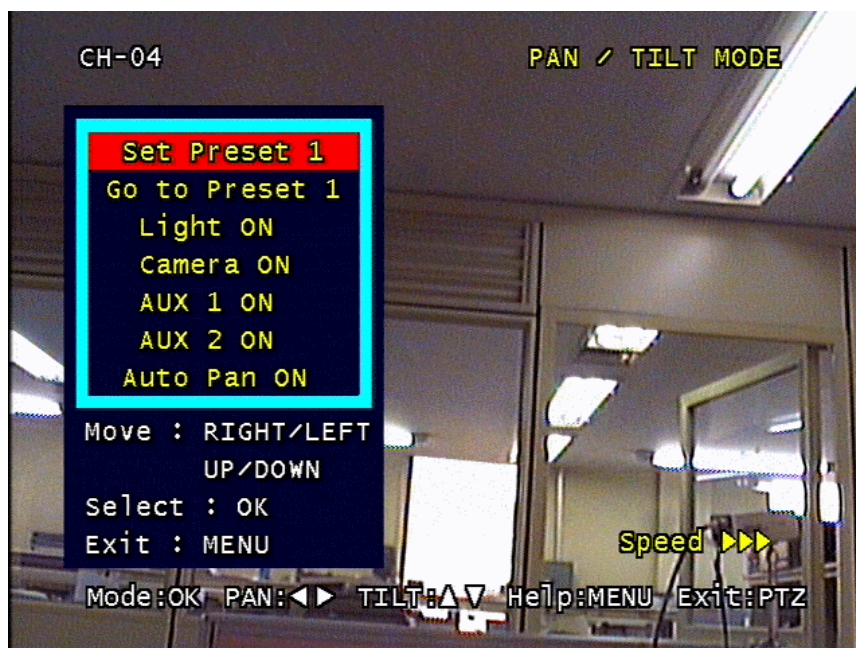 CH-04
PAN / TILT MODE
Set Preset 1
Go to Preset 1
Light ON
Camera ON
AUX 1 ON
AUX 2 ON
Auto Pan ON
Move : RIGHT/LEFT
UP/DOWN
Select : OK
Exit : MENU
Speed ▶▶▶
Mode:OK PAN:◀ ▶ TILT:▲ ▼ Help:MENU Exit:PTZ